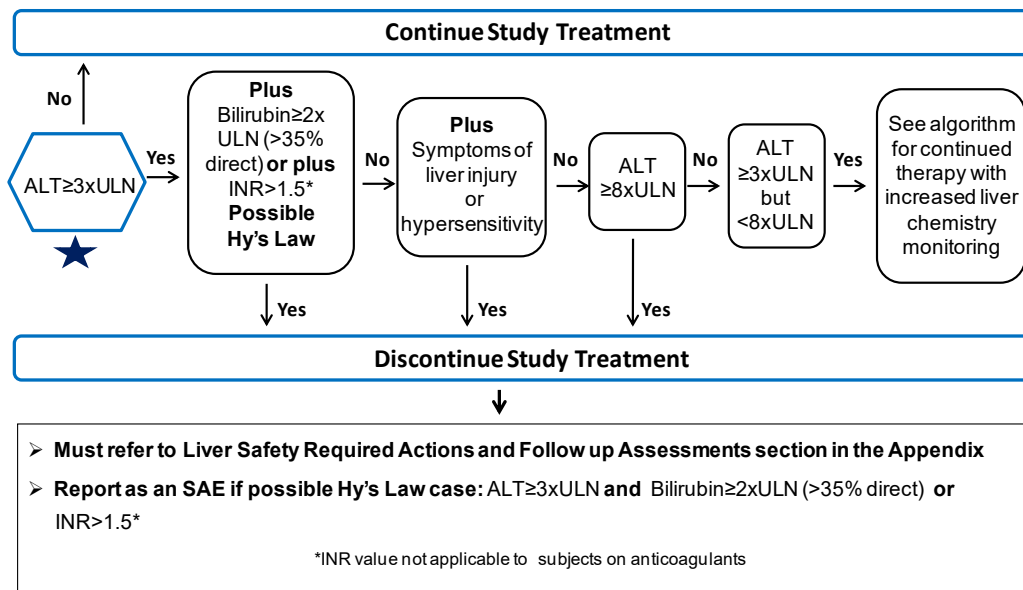 Continue Study Treatment
No
ALT≥3xULN
Yes
Plus
Bilirubin≥2x
ULN (>35%
direct) or plus
INR>1.5*
Possible
Hy's Law
No
Plus
Symptoms of
liver injury
or
hypersensitivity
No
ALT
≥8xULN
No
ALT
≥3xULN
but
<8xULN
Yes
See algorithm
for continued
therapy with
increased liver
chemistry
monitoring
Yes
Yes
Yes
Discontinue Study Treatment
➢ Must refer to Liver Safety Required Actions and Follow up Assessments section in the Appendix
➢ Report as an SAE if possible Hy's Law case: ALT≥3xULN and Bilirubin≥2xULN (>35% direct) or
INR>1.5*
*INR value not applicable to subjects on anticoagulants